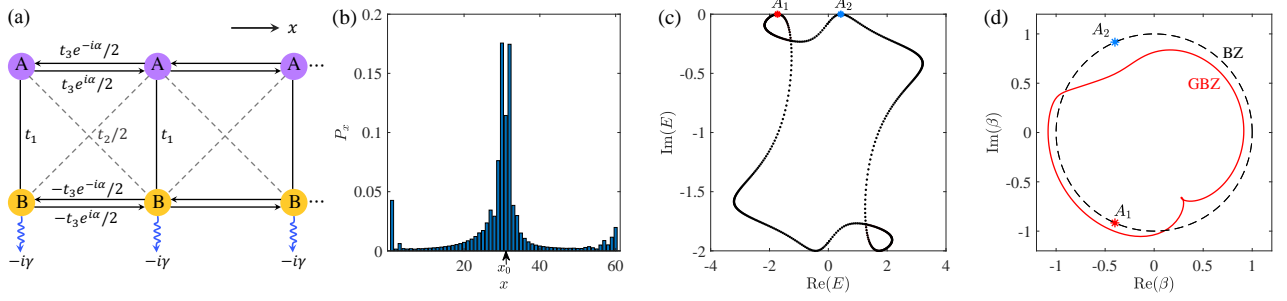 (a)
x
t₃e^{-iα}/2
A A A ...
t₃e^{iα}/2
t₁ t₂/2 t₁
-t₃e^{-iα}/2
B B B ...
-t₃e^{iα}/2
-iγ -iγ -iγ
(b)
0.20
0.15
0.1
0.05
0
P_x
20 40 60
x₀
x
(c)
A₁ A₂
0
-0.5
-1
-1.5
-2
Im(E)
-4 -2 0 2 4
Re(E)
(d)
A₂ BZ
GBZ
A₁
1
0.5
0
-0.5
-1
Im(β)
-1 -0.5 0 0.5 1
Re(β)